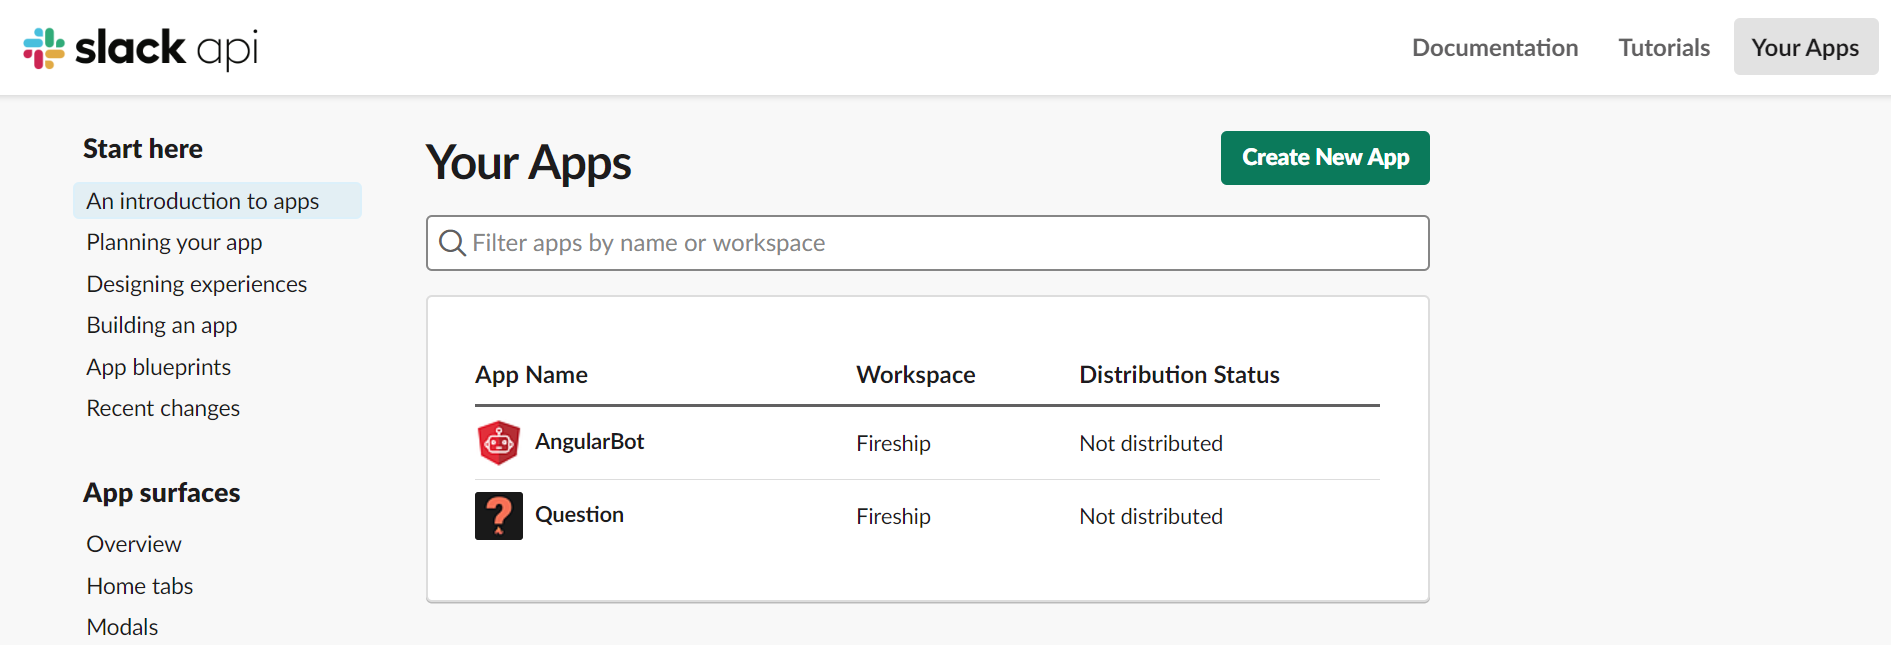 slack api
Documentation Tutorials Your Apps
Start here
An introduction to apps
Planning your app
Designing experiences
Building an app
App blueprints
Recent changes
App surfaces
Overview
Home tabs
Modals
Your Apps
Create New App
Filter apps by name or workspace
App Name Workspace Distribution Status
AngularBot Fireship Not distributed
? Question Fireship Not distributed